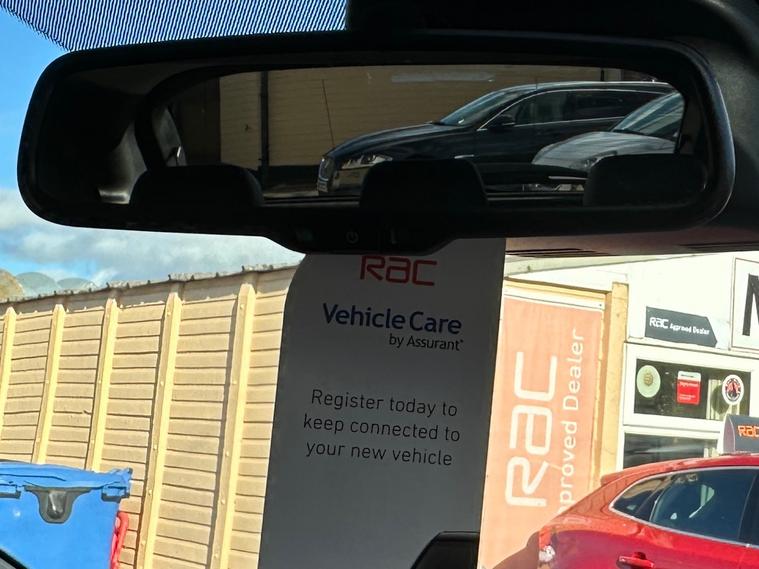 RAC
Vehicle Care
by Assurant
Register today to
keep connected to
your new vehicle
RAC
proved Dealer
RAC Approved Dealer
RAC